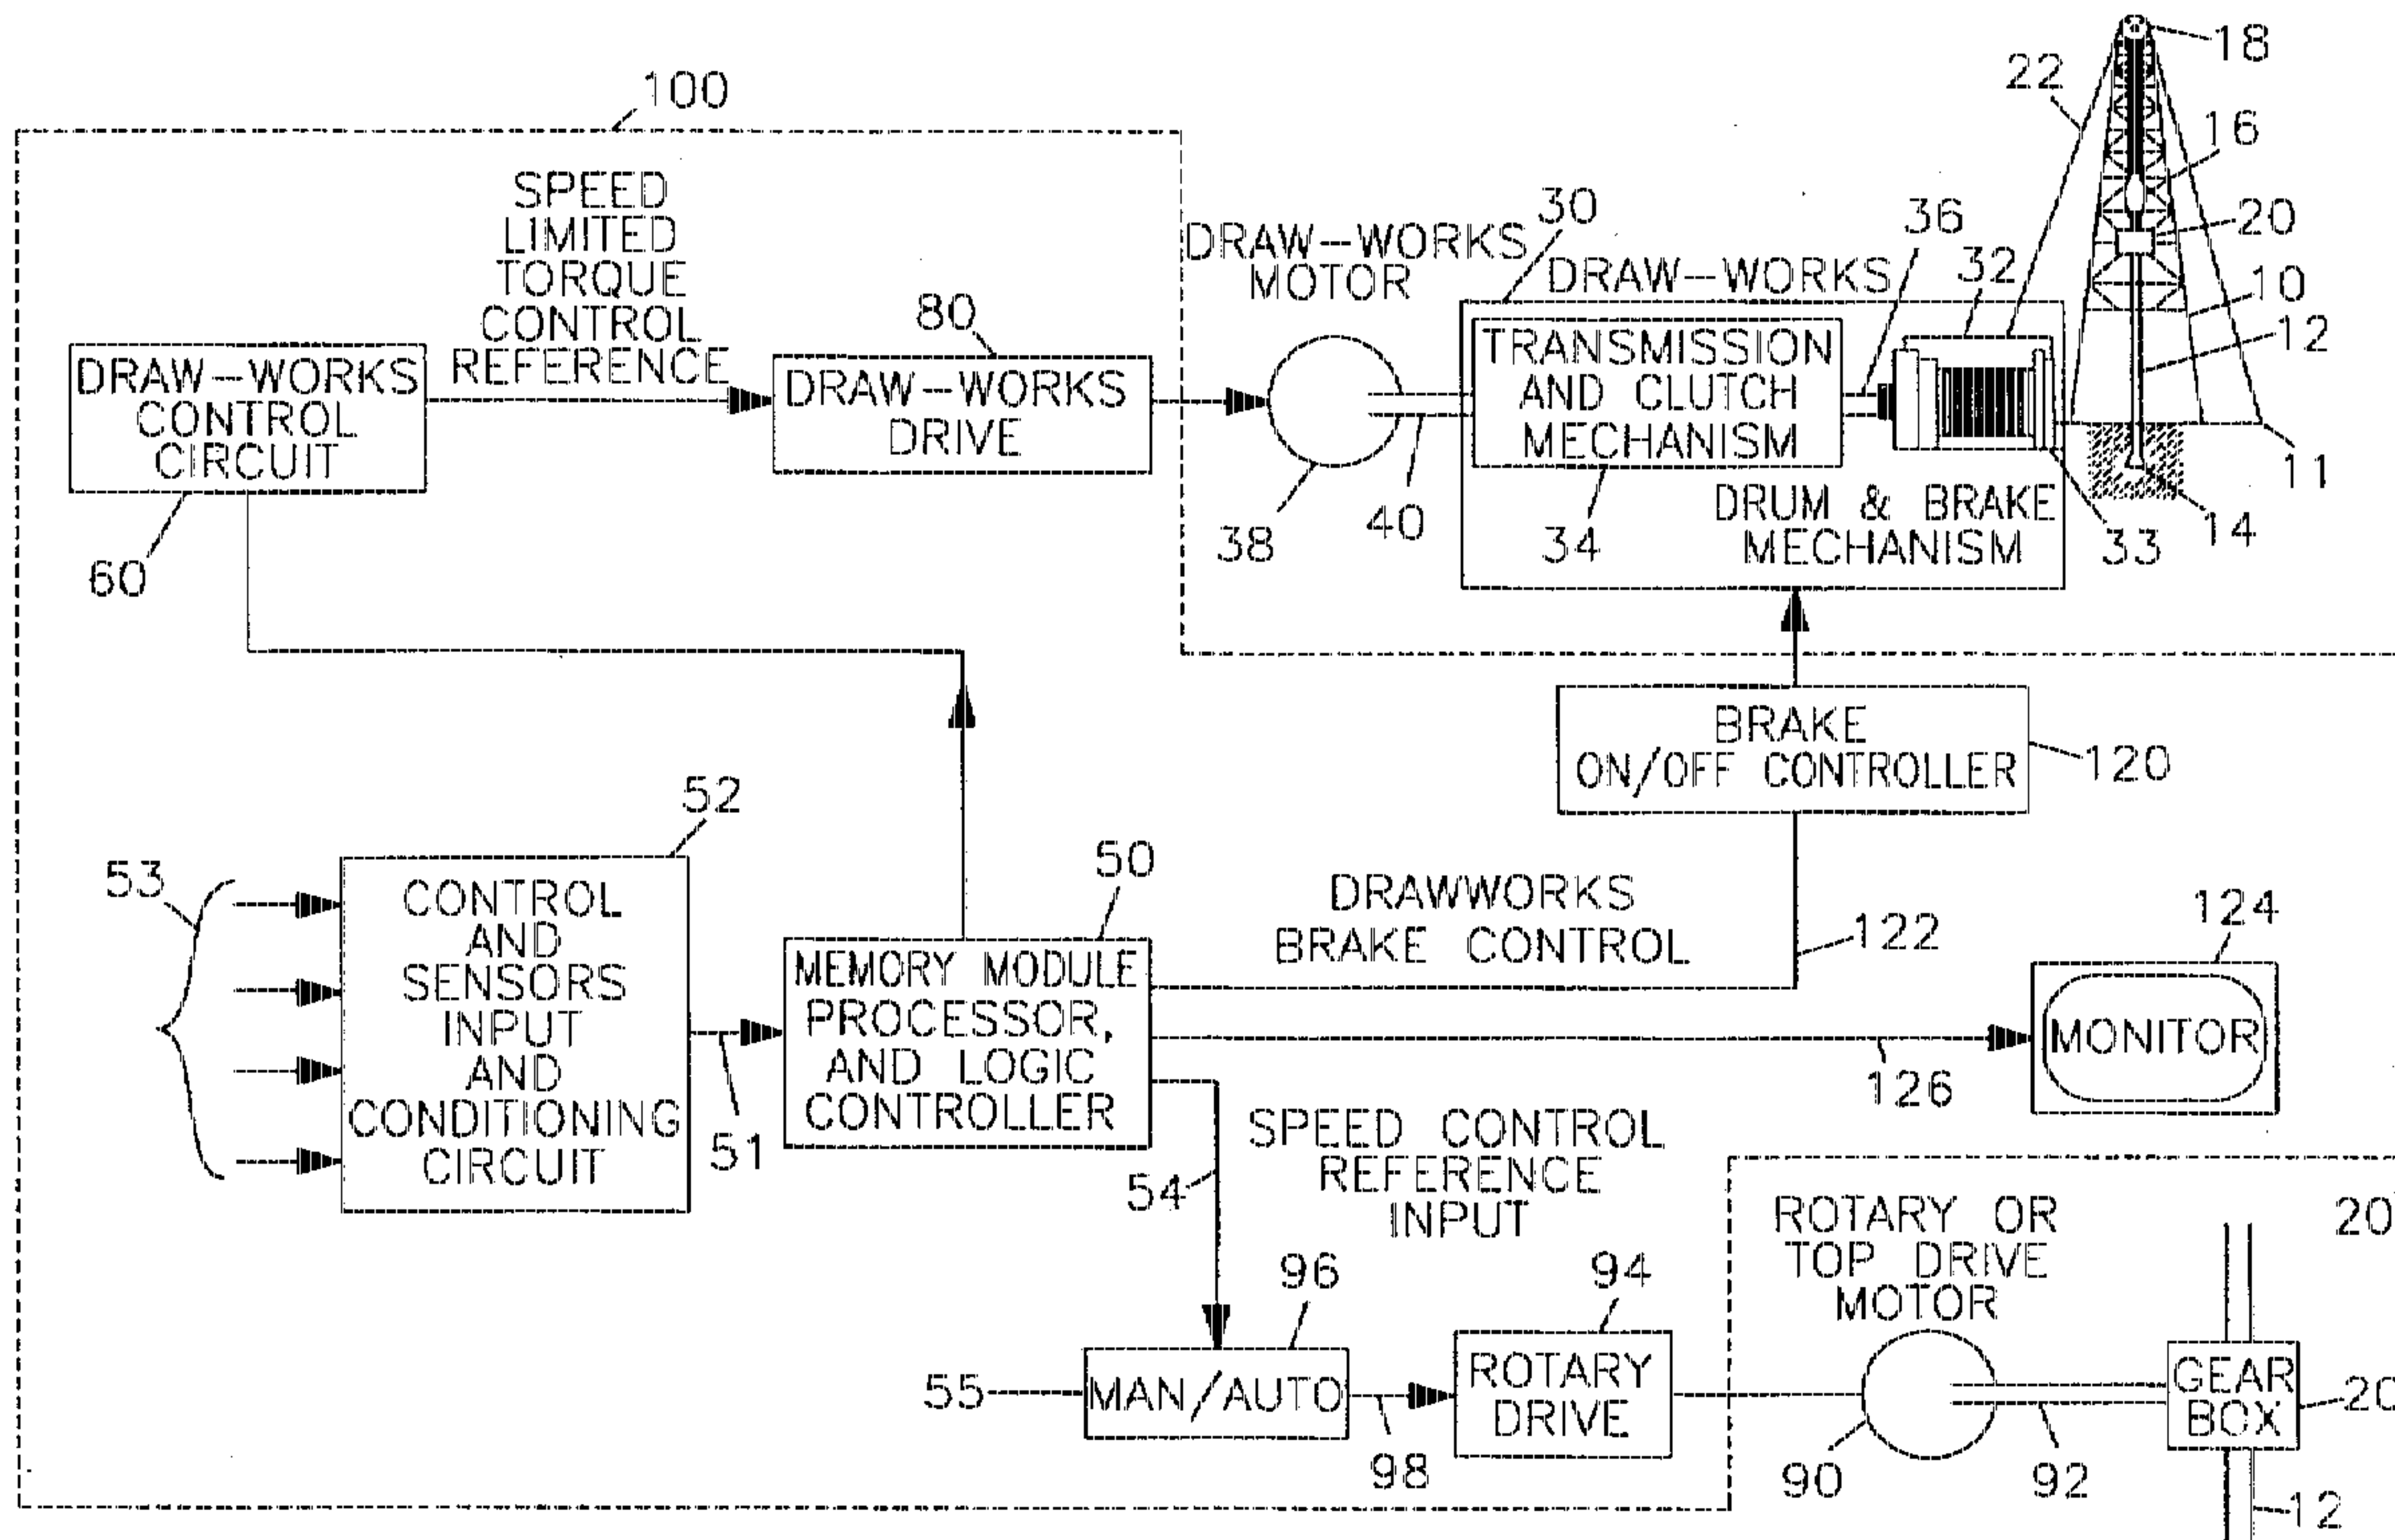 100
18
22
16
20
10
12
11
14
33
SPEED
LIMITED
TORQUE
CONTROL
REFERENCE
80
DRAW-WORKS
MOTOR
30
DRAW-WORKS
36
32
DRAW-WORKS
CONTROL
CIRCUIT
60
DRAW-WORKS
DRIVE
38
40
TRANSMISSION
AND CLUTCH
MECHANISM
34
DRUM & BRAKE
MECHANISM
BRAKE
ON/OFF CONTROLLER
120
52
53
CONTROL
AND
SENSORS
INPUT
AND
CONDITIONING
CIRCUIT
51
50
MEMORY MODULE
PROCESSOR,
AND LOGIC
CONTROLLER
DRAWWORKS
BRAKE CONTROL
122
124
MONITOR
126
54
SPEED CONTROL
REFERENCE
INPUT
55
96
MAN/AUTO
98
94
ROTARY
DRIVE
ROTARY OR
TOP DRIVE
MOTOR
90
92
20
GEAR
BOX
20
12